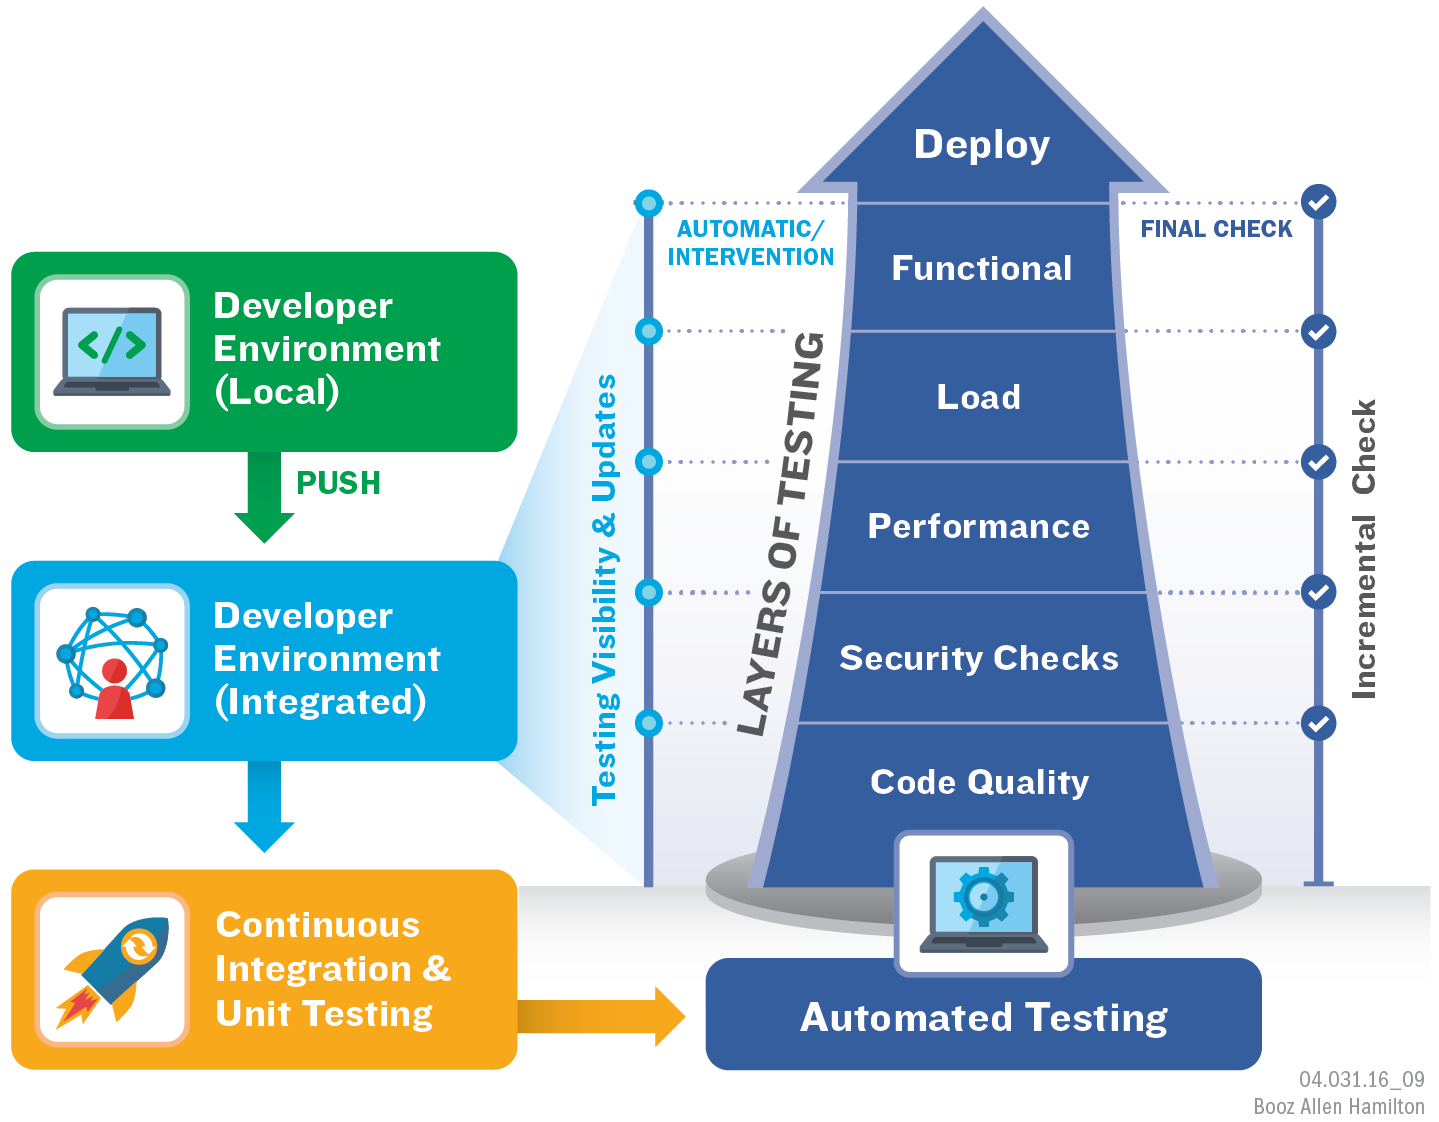 Developer
Environment
(Local)
PUSH
Developer
Environment
(Integrated)
Continuous
Integration &
Unit Testing
Testing Visibility & Updates
AUTOMATIC/
INTERVENTION
LAYERS OF TESTING
Deploy
Functional
Load
Performance
Security Checks
Code Quality
FINAL CHECK
Incremental Check
Automated Testing
04.031.16_09
Booz Allen Hamilton